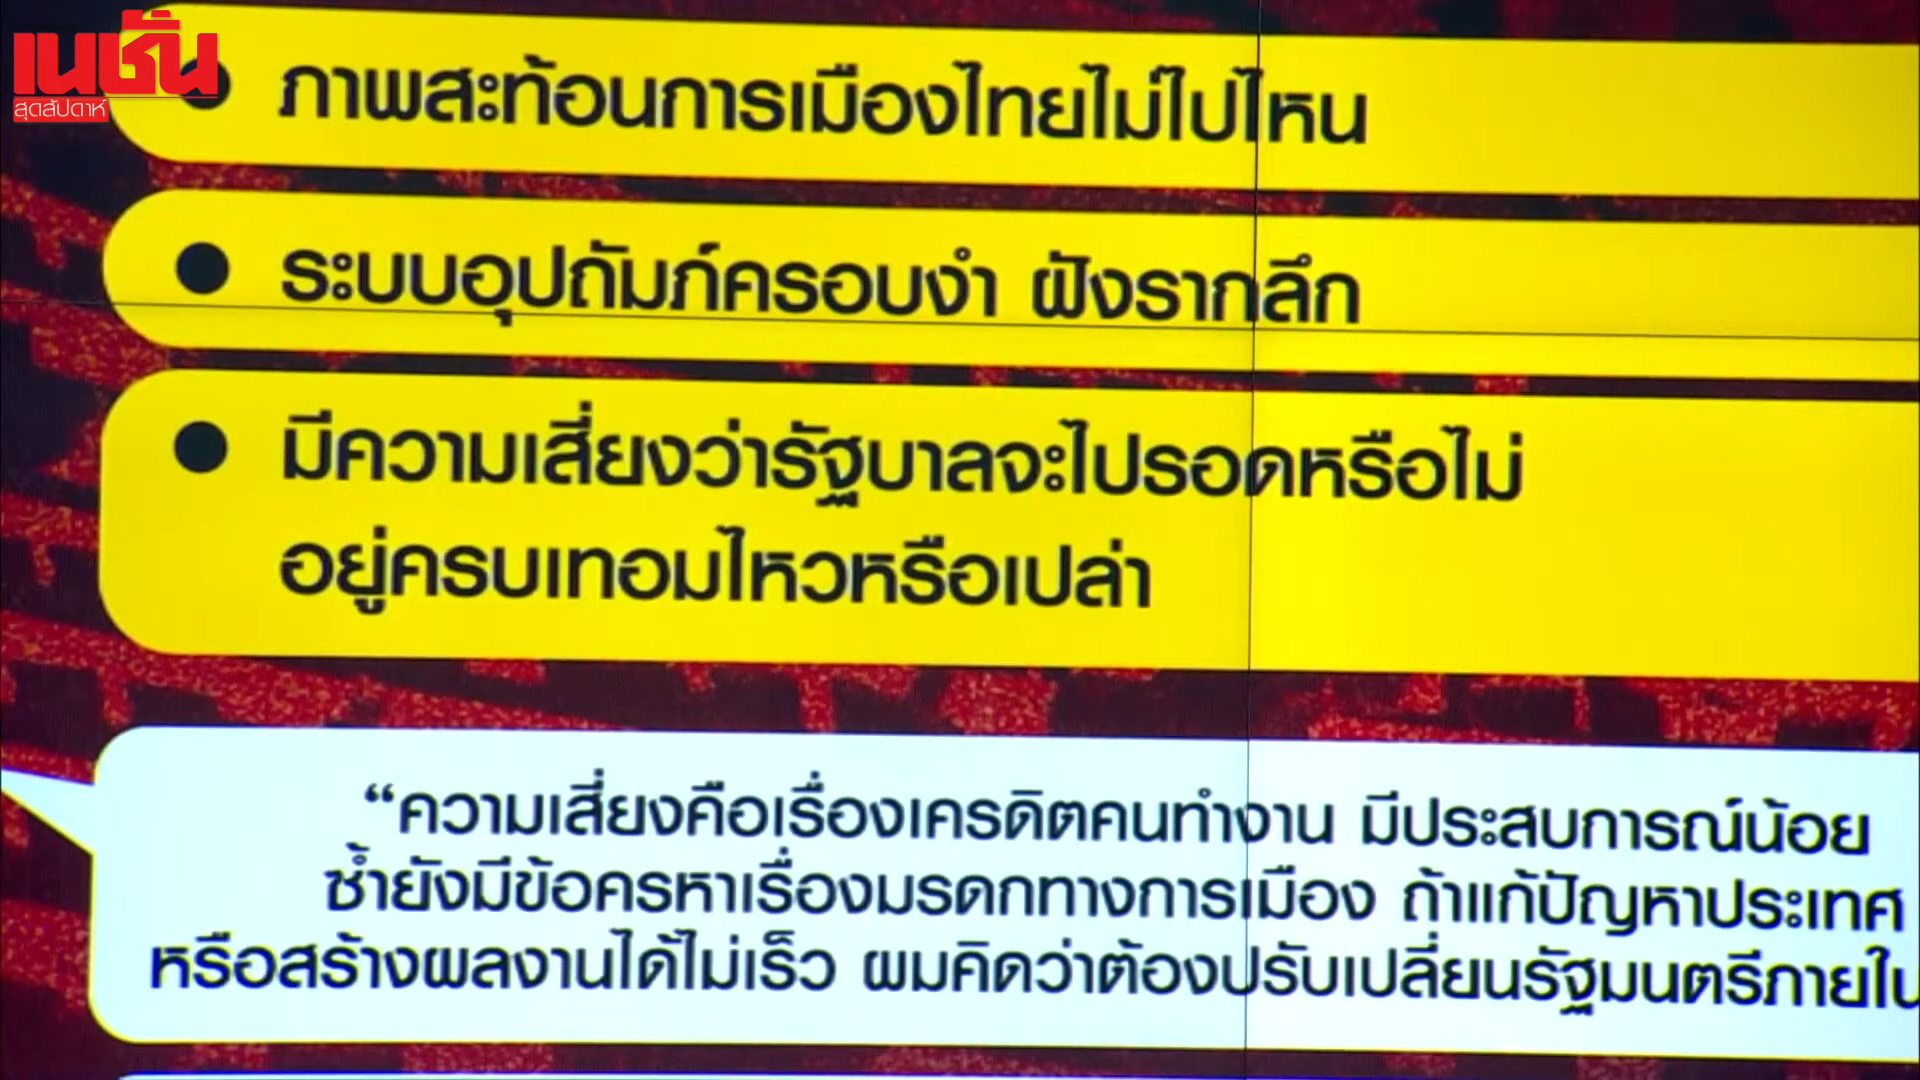 เนชั่น
สุดสัปดาห์
ภาพสะท้อนการเมืองไทยไม่ไปไหน
ระบบอุปถัมภ์ครอบงำ ฝังรากลึก
มีความเสี่ยงว่ารัฐบาลจะไปรอดหรือไม่
อยู่ครบเทอมไหวหรือเปล่า
“ความเสี่ยงคือเรื่องเครดิตคนทำงาน มีประสบการณ์น้อย
ซ้ำยังมีข้อครหาเรื่องมรดกทางการเมือง ถ้าแก้ปัญหาประเทศ
หรือสร้างผลงานได้ไม่เร็ว ผมคิดว่าต้องปรับเปลี่ยนรัฐมนตรีภายใน